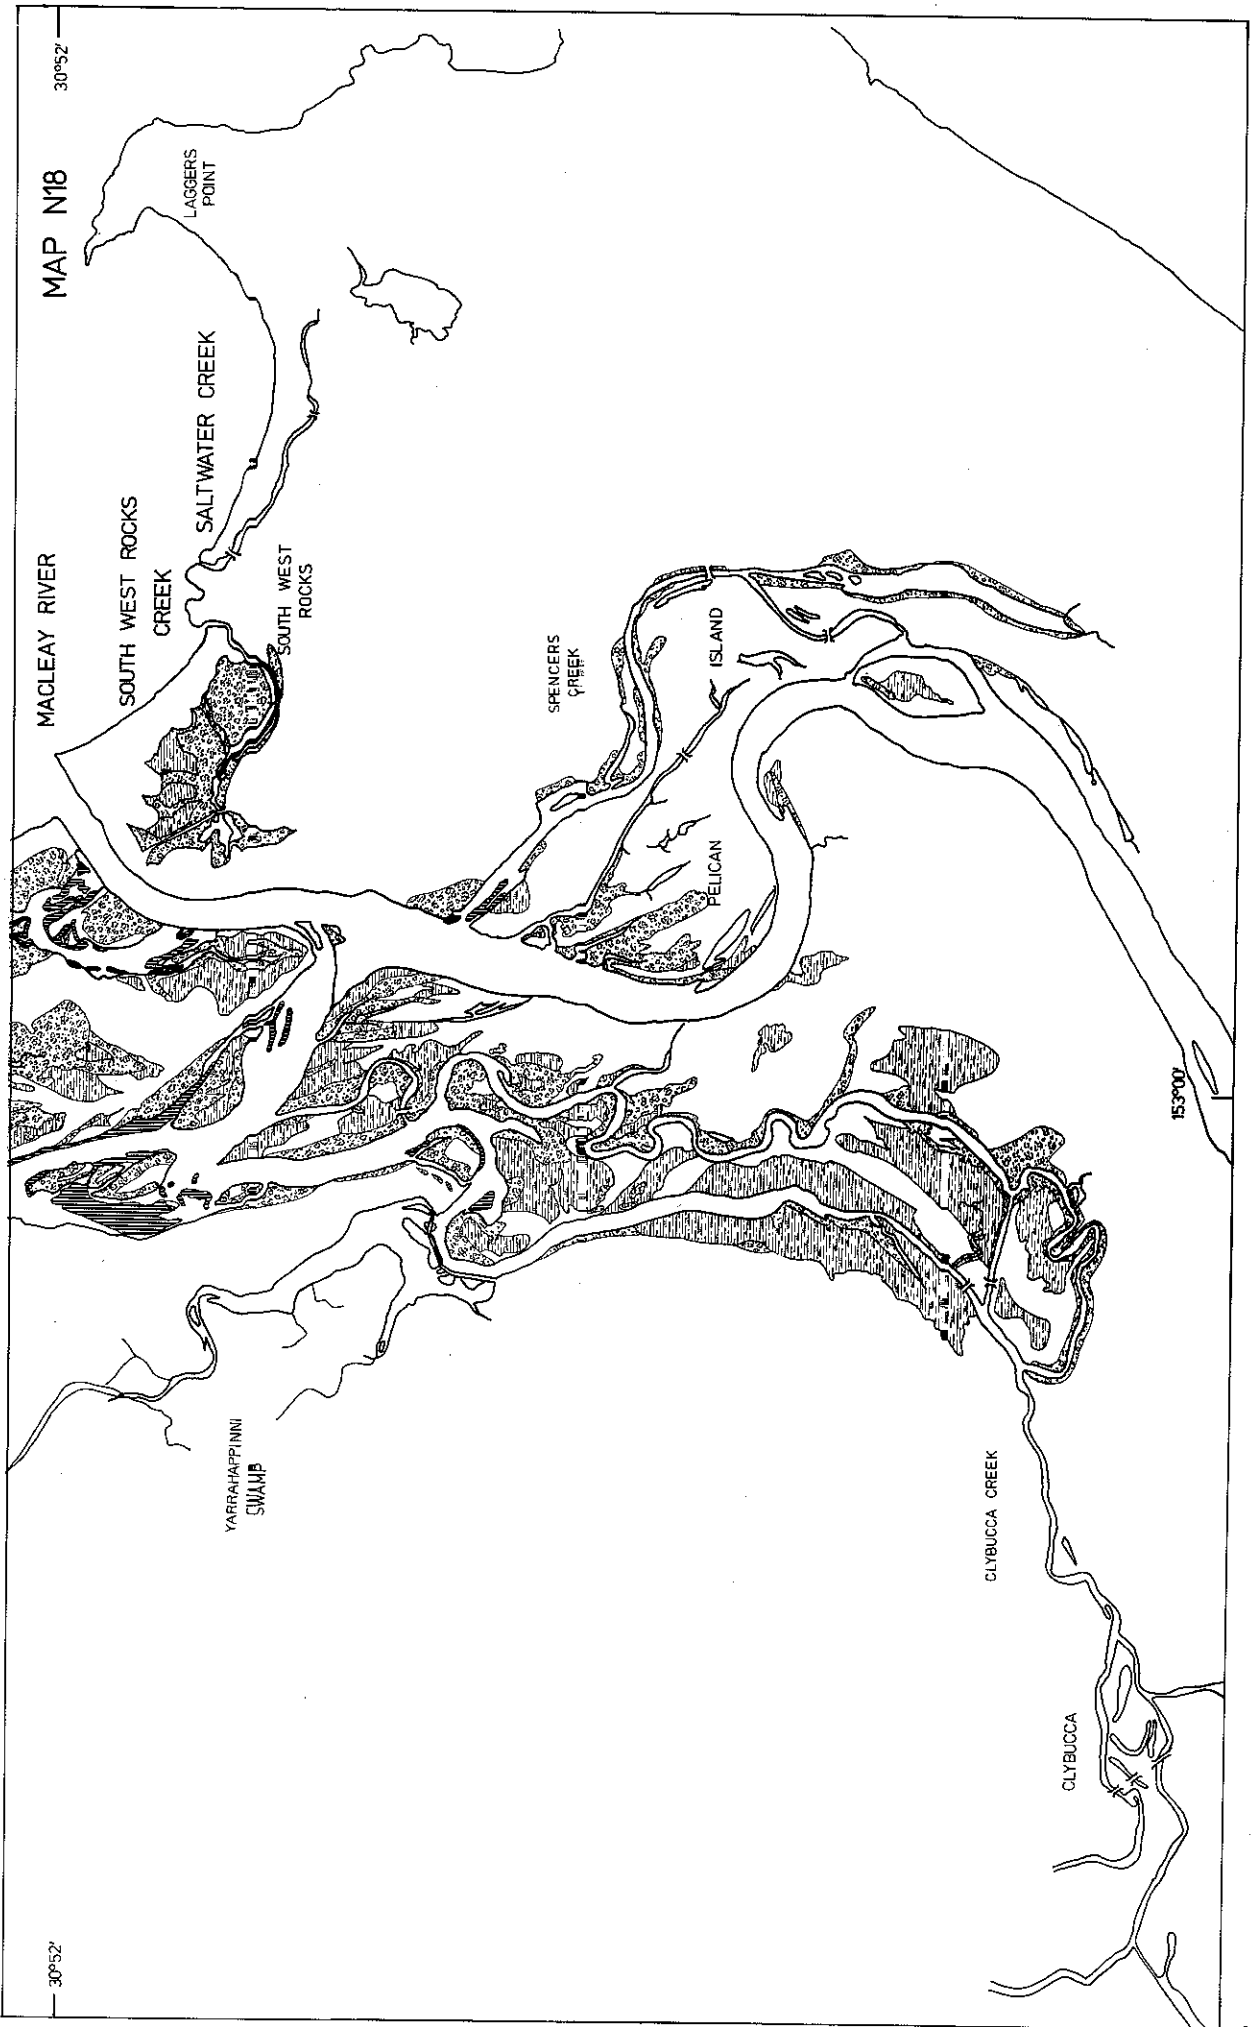 30°52'
30°52'
MAP N18
LAGGERS
POINT
SALTWATER CREEK
MACLEAY RIVER
SOUTH WEST ROCKS
CREEK
SOUTH WEST
ROCKS
SPENCERS
CREEK
PELICAN
ISLAND
YARRAHAPPINNI
SWAMP
CLYBUCCA CREEK
CLYBUCCA
153°00'